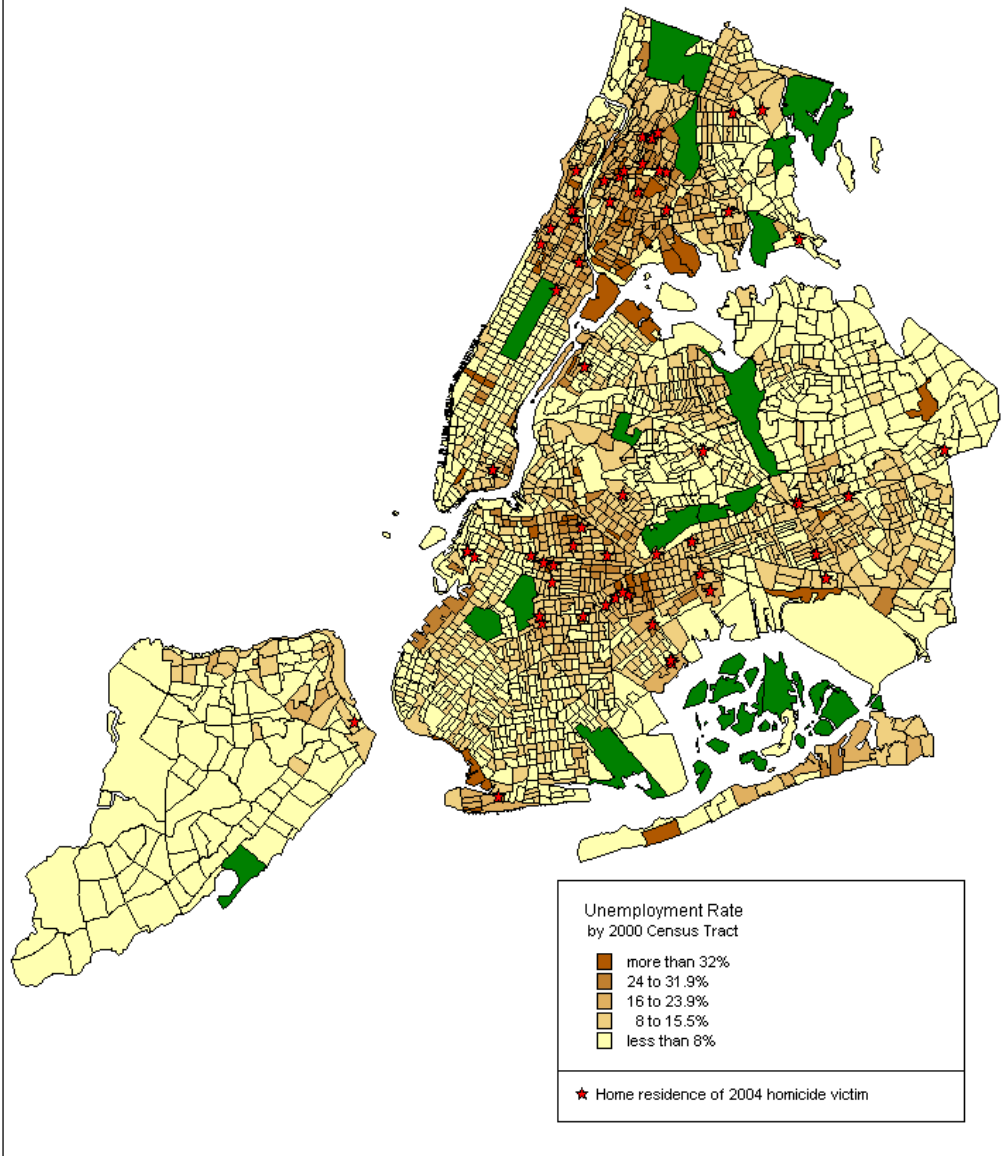 Unemployment Rate
by 2000 Census Tract
more than 32%
24 to 31.9%
16 to 23.9%
8 to 15.5%
less than 8%
Home residence of 2004 homicide victim